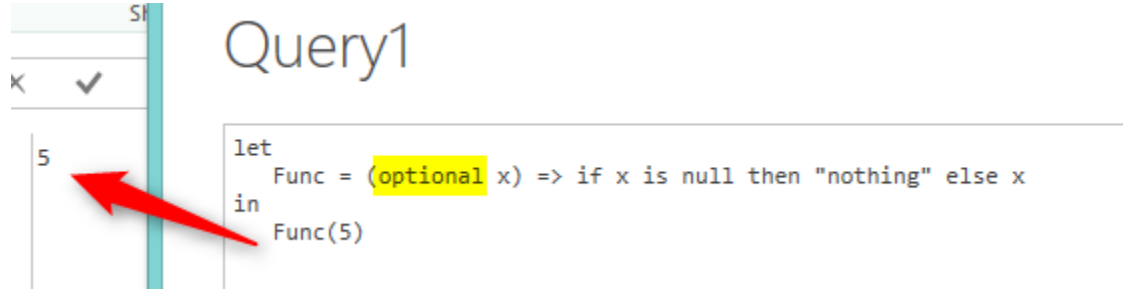 Query1
5
let
Func = (optional x) => if x is null then "nothing" else x
in
Func(5)